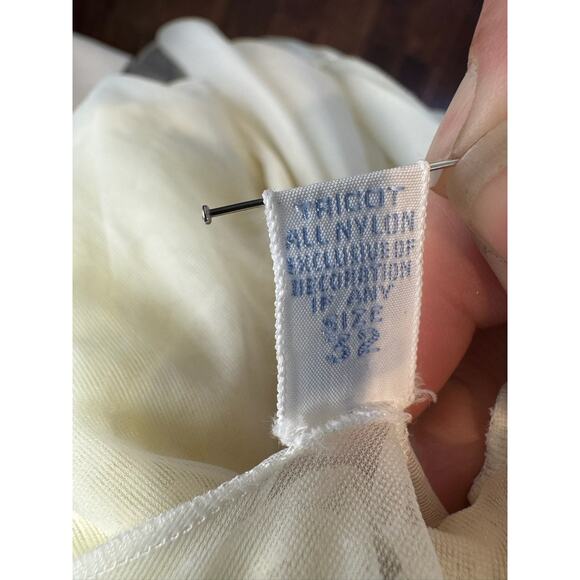 TRICOT
ALL NYLON
EXCLUSIVE OF
DECORATION
IF ANY
SIZE
32